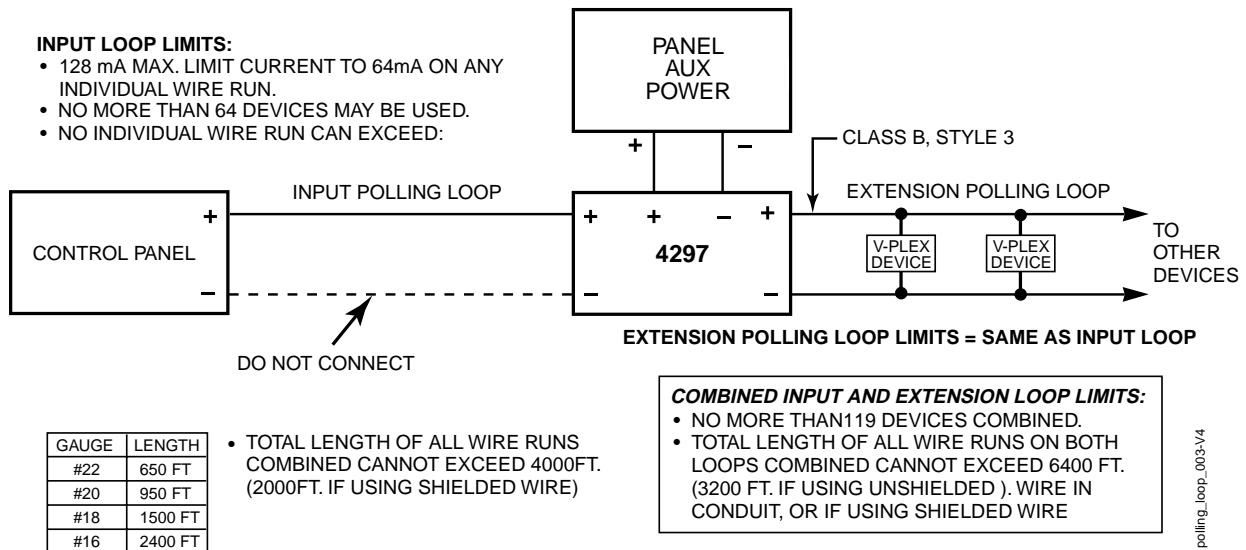 INPUT LOOP LIMITS:
• 128 mA MAX. LIMIT CURRENT TO 64mA ON ANY
INDIVIDUAL WIRE RUN.
• NO MORE THAN 64 DEVICES MAY BE USED.
• NO INDIVIDUAL WIRE RUN CAN EXCEED:
PANEL
AUX
POWER
+ –
CLASS B, STYLE 3
INPUT POLLING LOOP
EXTENSION POLLING LOOP
CONTROL PANEL
+
–
+ + – +
4297
– –
V-PLEX
DEVICE
V-PLEX
DEVICE
TO
OTHER
DEVICES
DO NOT CONNECT
EXTENSION POLLING LOOP LIMITS = SAME AS INPUT LOOP
GAUGE LENGTH
#22 650 FT
#20 950 FT
#18 1500 FT
#16 2400 FT
• TOTAL LENGTH OF ALL WIRE RUNS
COMBINED CANNOT EXCEED 4000FT.
(2000FT. IF USING SHIELDED WIRE)
COMBINED INPUT AND EXTENSION LOOP LIMITS:
• NO MORE THAN119 DEVICES COMBINED.
• TOTAL LENGTH OF ALL WIRE RUNS ON BOTH
LOOPS COMBINED CANNOT EXCEED 6400 FT.
(3200 FT. IF USING UNSHIELDED ). WIRE IN
CONDUIT, OR IF USING SHIELDED WIRE
polling_loop_003-V4